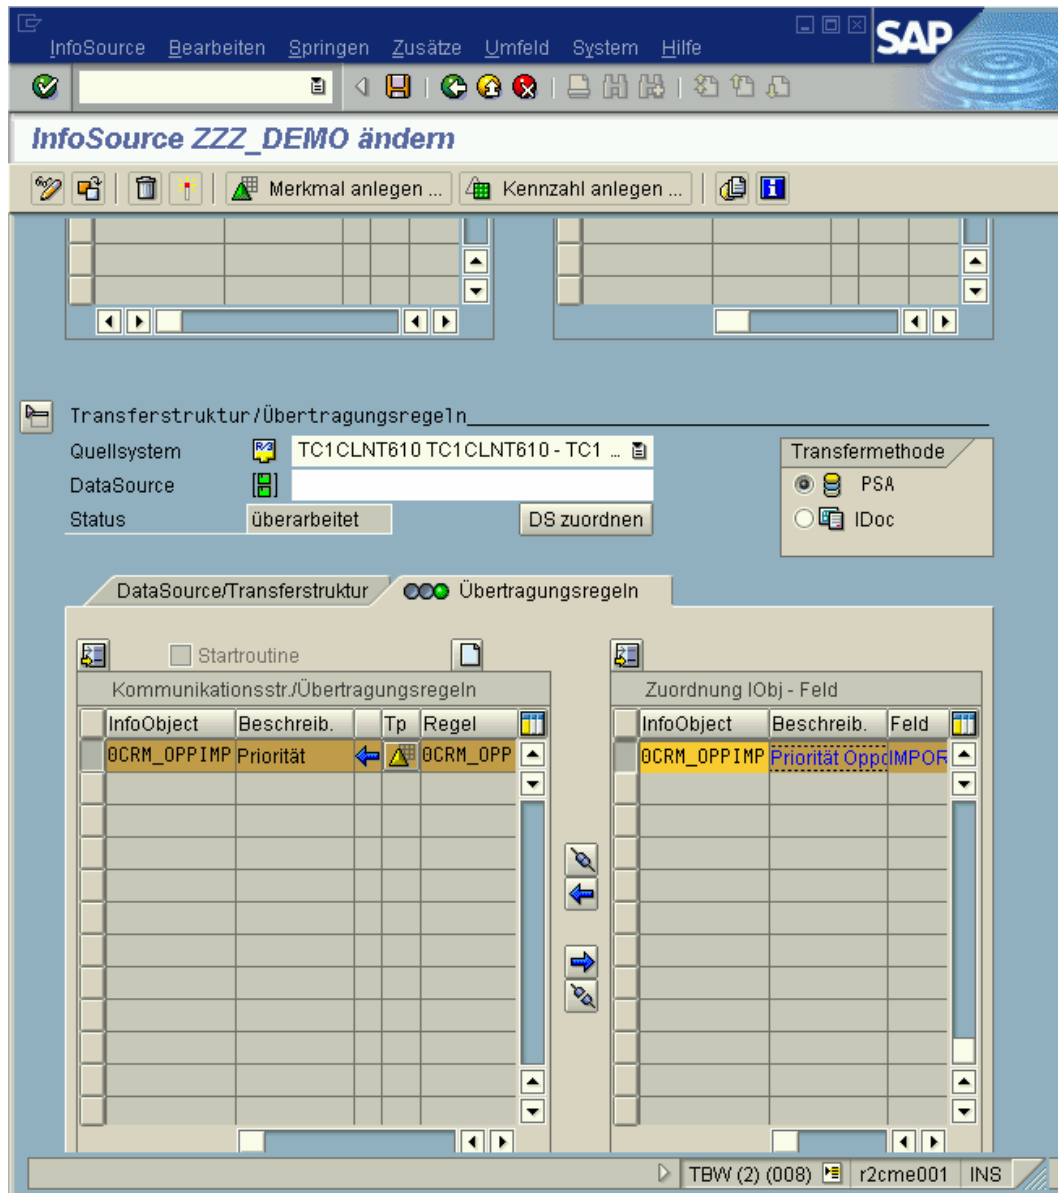 InfoSource Bearbeiten Springen Zusätze Umfeld System Hilfe
SAP
InfoSource ZZZ_DEMO ändern
Merkmal anlegen ... Kennzahl anlegen ...
Transferstruktur/Übertragungsregeln
Quellsystem R/3 TC1CLNT610 TC1CLNT610 - TC1 ... Transfermethode
DataSource PSA
Status überarbeitet DS zuordnen IDoc
DataSource/Transferstruktur Übertragungsregeln
Startroutine
Kommunikationsstr./Übertragungsregeln Zuordnung IObj - Feld
InfoObject Beschreib. Tp Regel InfoObject Beschreib. Feld
0CRM_OPPIMP Priorität 0CRM_OPP 0CRM_OPPIMP Priorität Oppo IMPOR
TBW (2) (008) r2cme001 INS